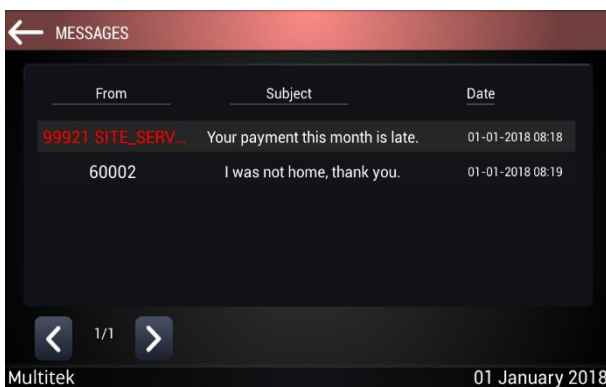 MESSAGES
From Subject Date
99921 SITE_SERV... Your payment this month is late. 01-01-2018 08:18
60002 I was not home, thank you. 01-01-2018 08:19
1/1
Multitek 01 January 2018